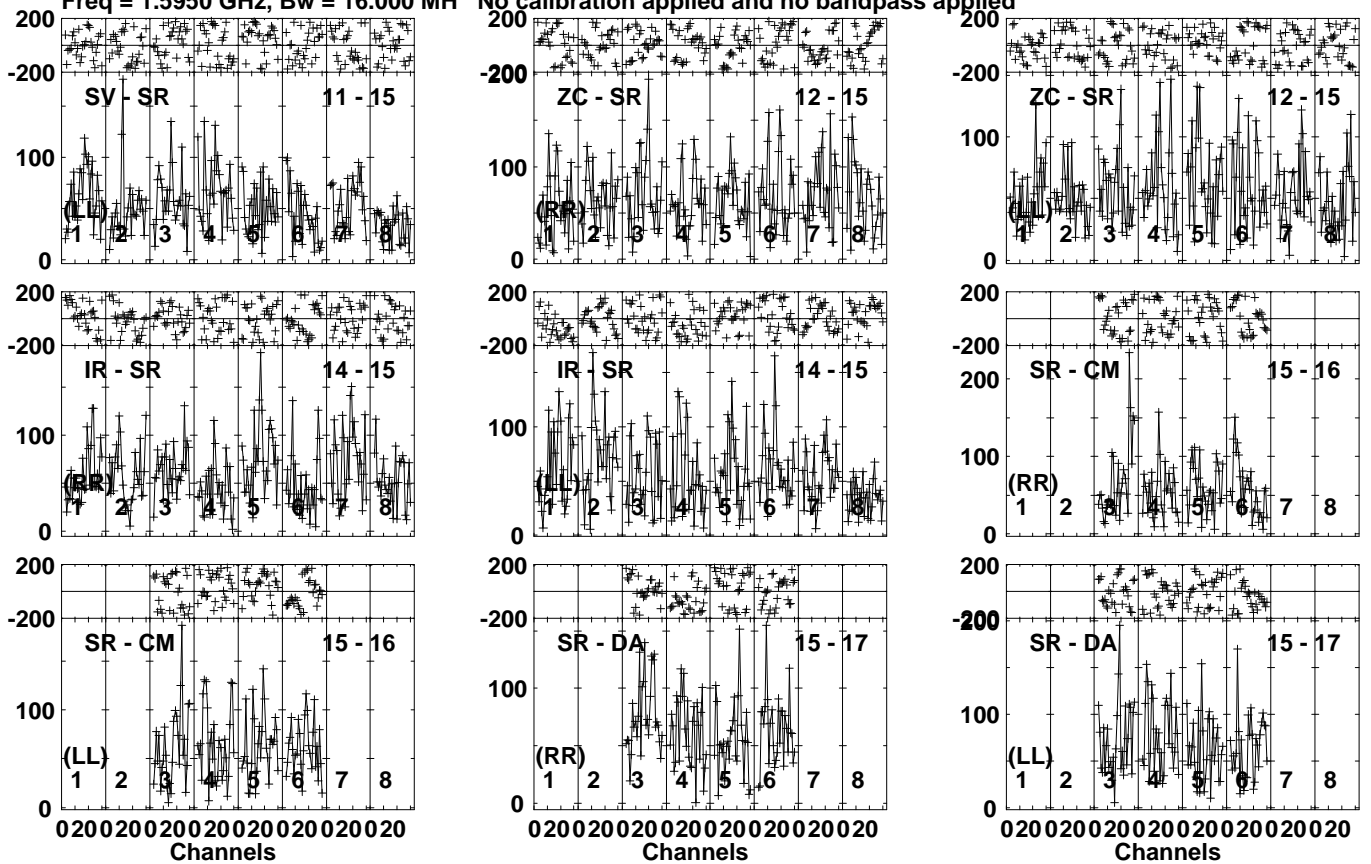 Freq = 1.5950 GHz, Bw = 16.000 MH No calibration applied and no bandpass applied
200 200 200
-200 -200 -200
200
SV - SR 11 - 15 ZC - SR 12 - 15 ZC - SR 12 - 15
100 100 100
(LL) (RR) (LL)
1 2 3 4 5 6 7 8 1 2 3 4 5 6 7 8 1 2 3 4 5 6 7 8
0 0 0
200 200 200
-200 -200 -200
IR - SR 14 - 15 IR - SR 14 - 15 SR - CM 15 - 16
200
100 100 100
(RR) (LL) (RR)
1 2 3 4 5 6 7 8 1 2 3 4 5 6 7 8 1 2 3 4 5 6 7 8
0 0 0
200 200 200
-200 -200 -200
200
SR - CM 15 - 16 SR - DA 15 - 17 SR - DA 15 - 17
100 100 100
(LL) (RR) (LL)
1 2 3 4 5 6 7 8 1 2 3 4 5 6 7 8 1 2 3 4 5 6 7 8
0 0 0
0 20 0 20 0 20 0 20 0 20 0 20 0 20 0 20 0 20 0 20 0 20 0 20 0 20 0 20 0 20 0 20 0 20 0 20 0 20 0 20 0 20 0 20 0 20 0 20
Channels Channels Channels